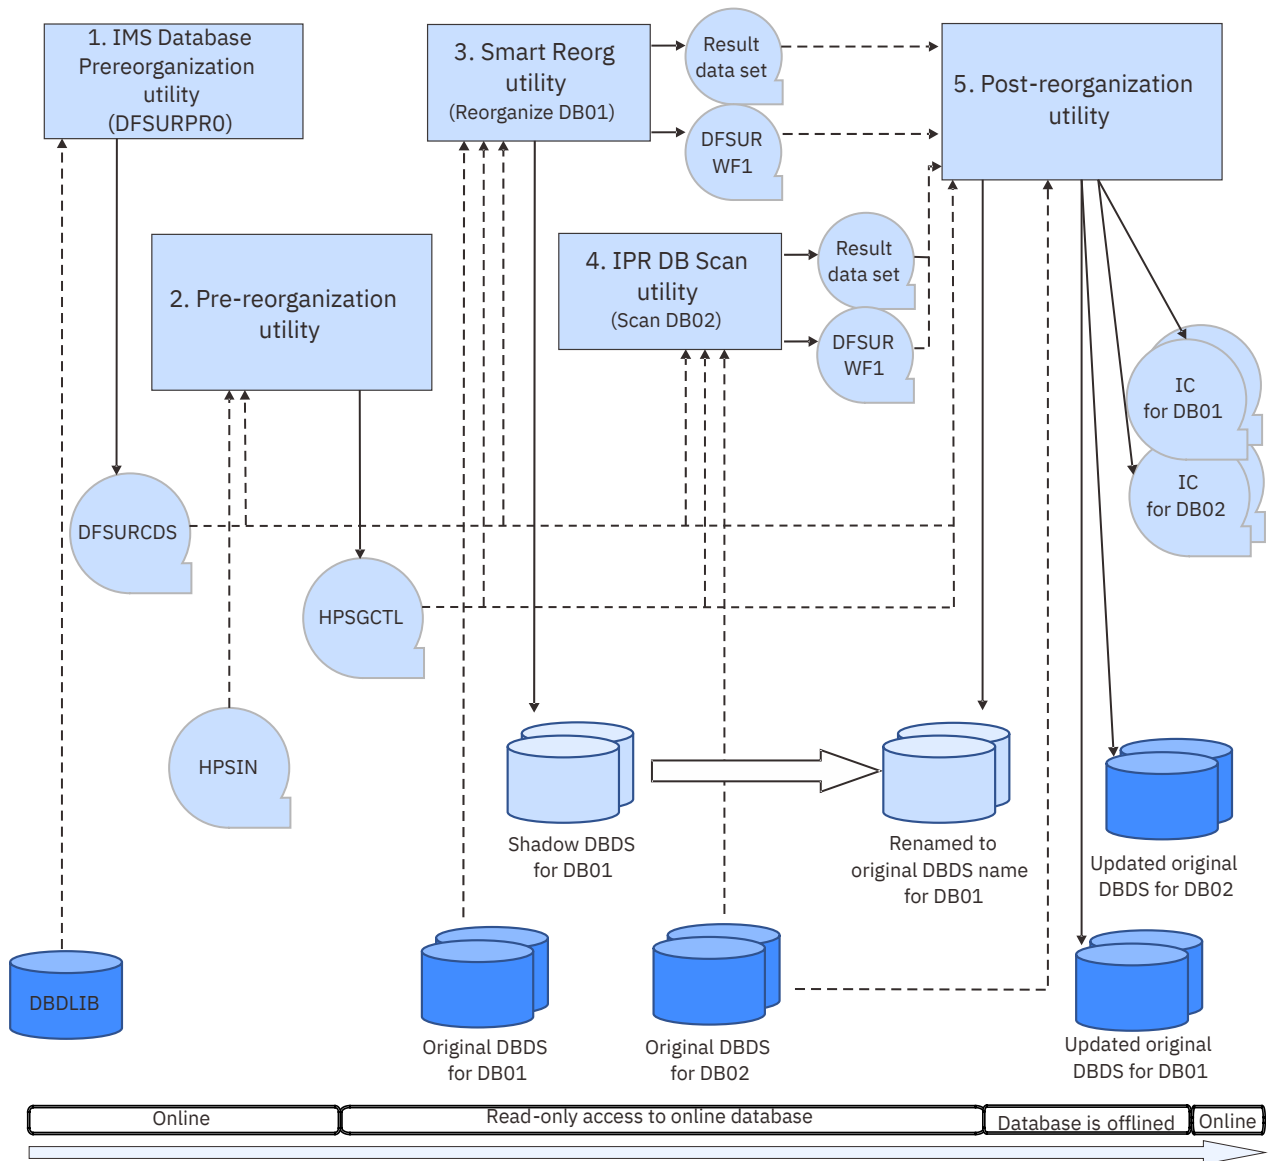 1. IMS Database
Prereorganization
utility
(DFSURPR0)
2. Pre-reorganization
utility
3. Smart Reorg
utility
(Reorganize DB01)
Result
data set
DFSUR
WF1
4. IPR DB Scan
utility
(Scan DB02)
Result
data set
DFSUR
WF1
5. Post-reorganization
utility
IC
for DB01
IC
for DB02
DFSURCDS
HPSGCTL
HPSIN
Shadow DBDS
for DB01
Renamed to
original DBDS name
for DB01
Updated original
DBDS for DB02
DBDLIB
Original DBDS
for DB01
Original DBDS
for DB02
Updated original
DBDS for DB01
Online
Read-only access to online database
Database is offlined
Online